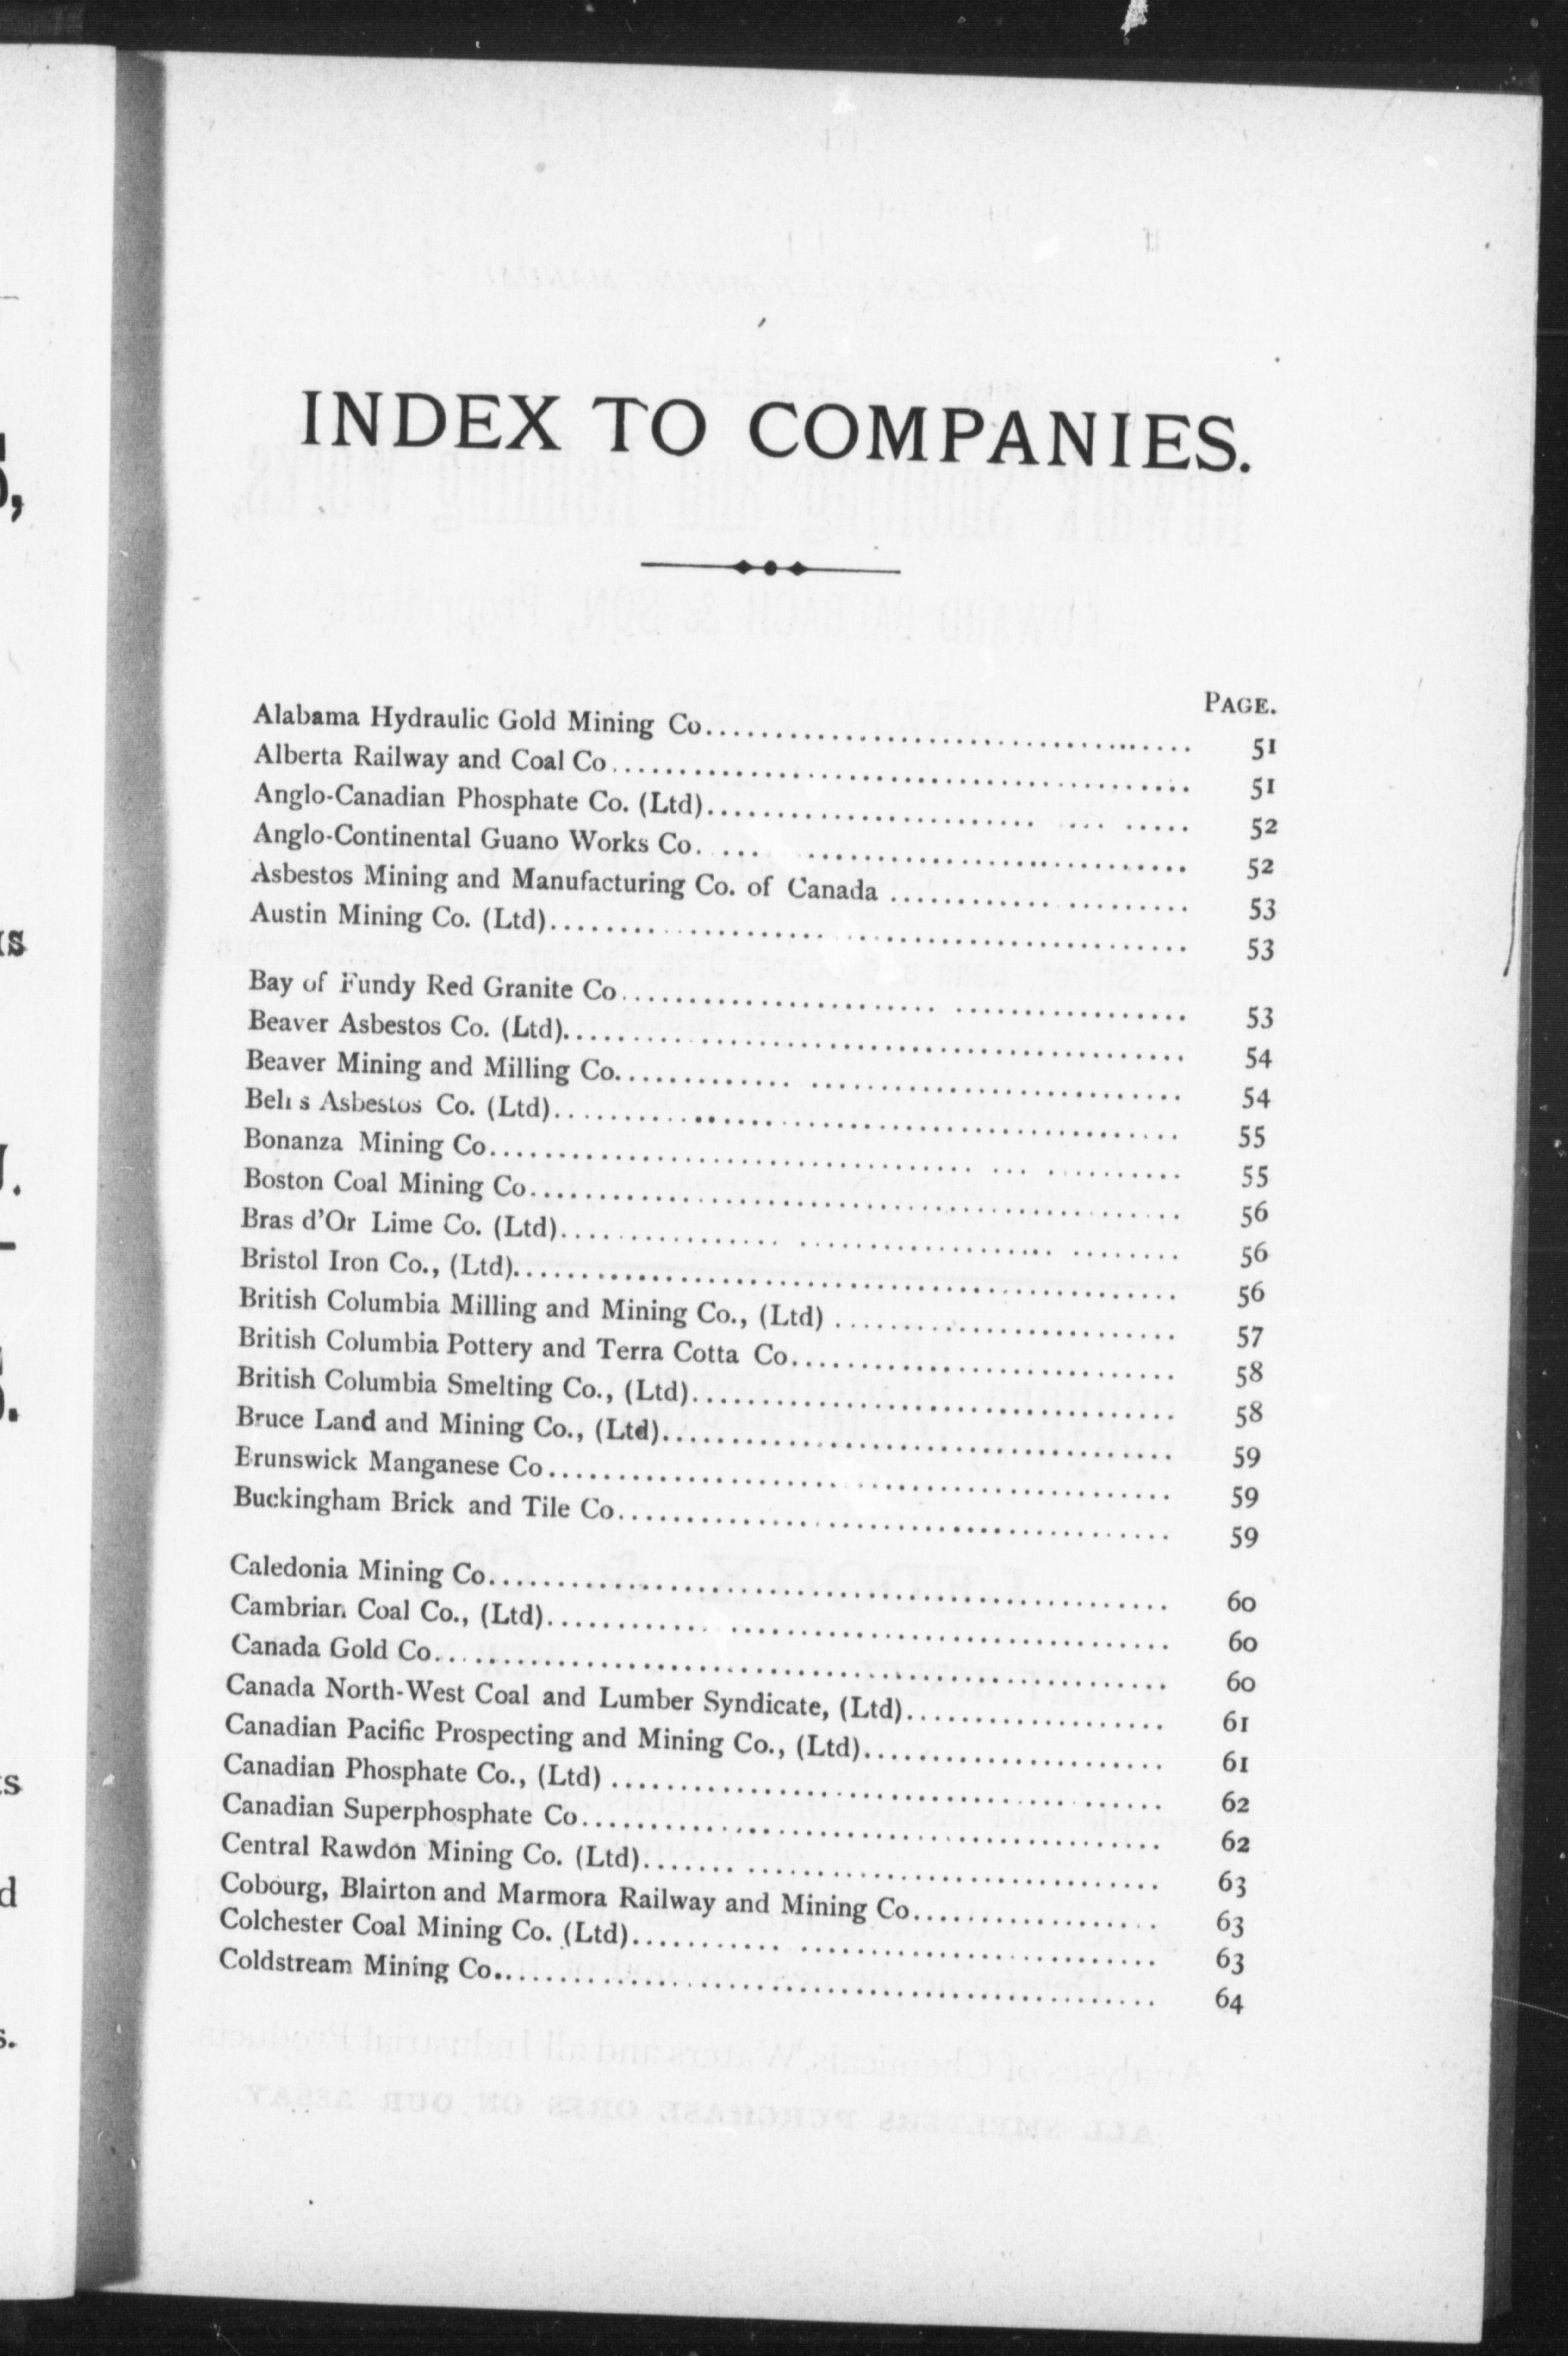 INDEX TO COMPANIES.
PAGE.
Alabama Hydraulic Gold Mining Co........ 51
Alberta Railway and Coal Co........ 51
Anglo-Canadian Phosphate Co. (Ltd)........ 52
Anglo-Continental Guano Works Co........ 52
Asbestos Mining and Manufacturing Co. of Canada ........ 53
Austin Mining Co. (Ltd)........ 53
Bay of Fundy Red Granite Co........ 53
Beaver Asbestos Co. (Ltd)........ 54
Beaver Mining and Milling Co........ 54
Bell s Asbestos Co. (Ltd)........ 55
Bonanza Mining Co........ 55
Boston Coal Mining Co........ 56
Bras d'Or Lime Co. (Ltd)........ 56
Bristol Iron Co., (Ltd)........ 56
British Columbia Milling and Mining Co., (Ltd) ........ 57
British Columbia Pottery and Terra Cotta Co........ 58
British Columbia Smelting Co., (Ltd)........ 58
Bruce Land and Mining Co., (Ltd)........ 59
Brunswick Manganese Co........ 59
Buckingham Brick and Tile Co........ 59
Caledonia Mining Co........ 60
Cambrian Coal Co., (Ltd)........ 60
Canada Gold Co........ 60
Canada North-West Coal and Lumber Syndicate, (Ltd)........ 61
Canadian Pacific Prospecting and Mining Co., (Ltd)........ 61
Canadian Phosphate Co., (Ltd) ........ 62
Canadian Superphosphate Co........ 62
Central Rawdon Mining Co. (Ltd)........ 63
Cobourg, Blairton and Marmora Railway and Mining Co........ 63
Colchester Coal Mining Co. (Ltd)........ 63
Coldstream Mining Co........ 64